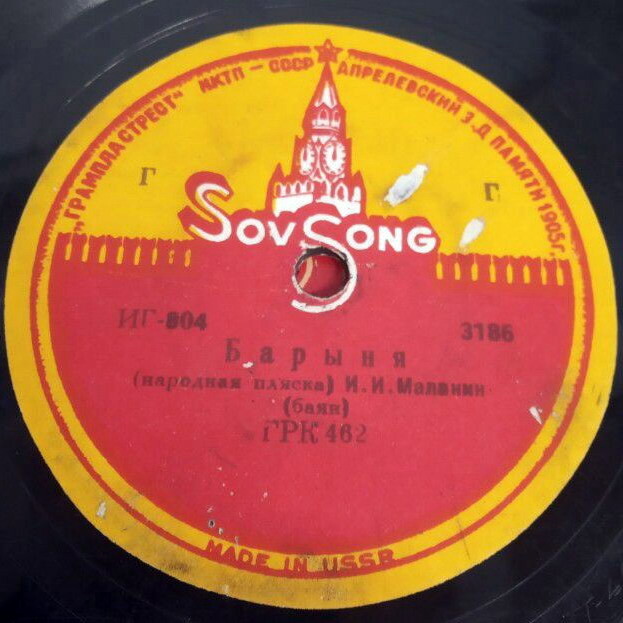 „ГРАМПЛАСТРЕСТ“ НКТП — СССР АПРЕЛЕВСКИЙ З-Д ПАМЯТИ 1905г.
Г Г
SOVSONG
ИГ-804 3186
Барыня
(народная пляска) И. И. Маланин
(баян)
ГРК 462
MADE IN USSR